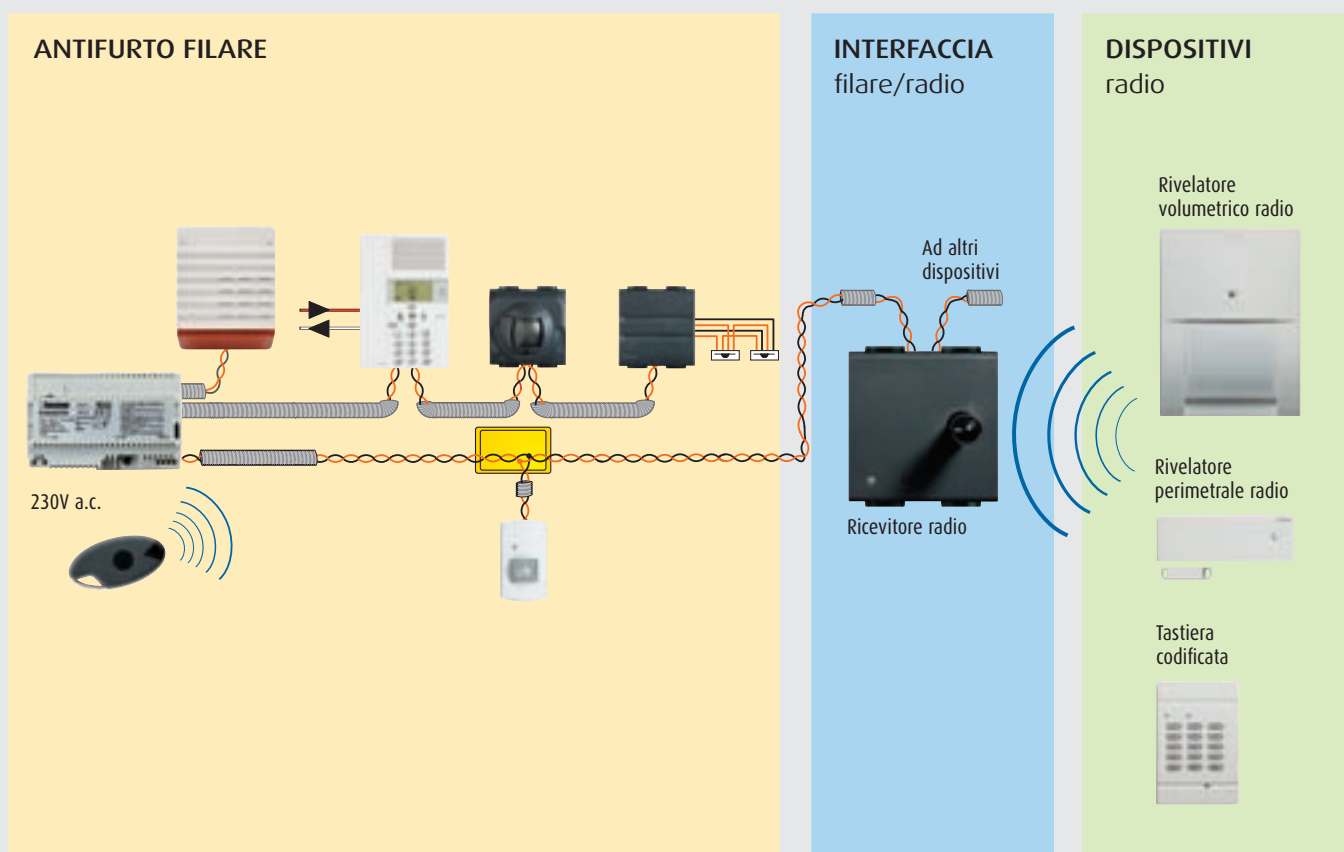 ANTIFURTO FILARE
230V a.c.
INTERFACCIA
filare/radio
Ad altri
dispositivi
Ricevitore radio
DISPOSITIVI
radio
Rivelatore
volumetrico radio
Rivelatore
perimetrale radio
Tastiera
codificata